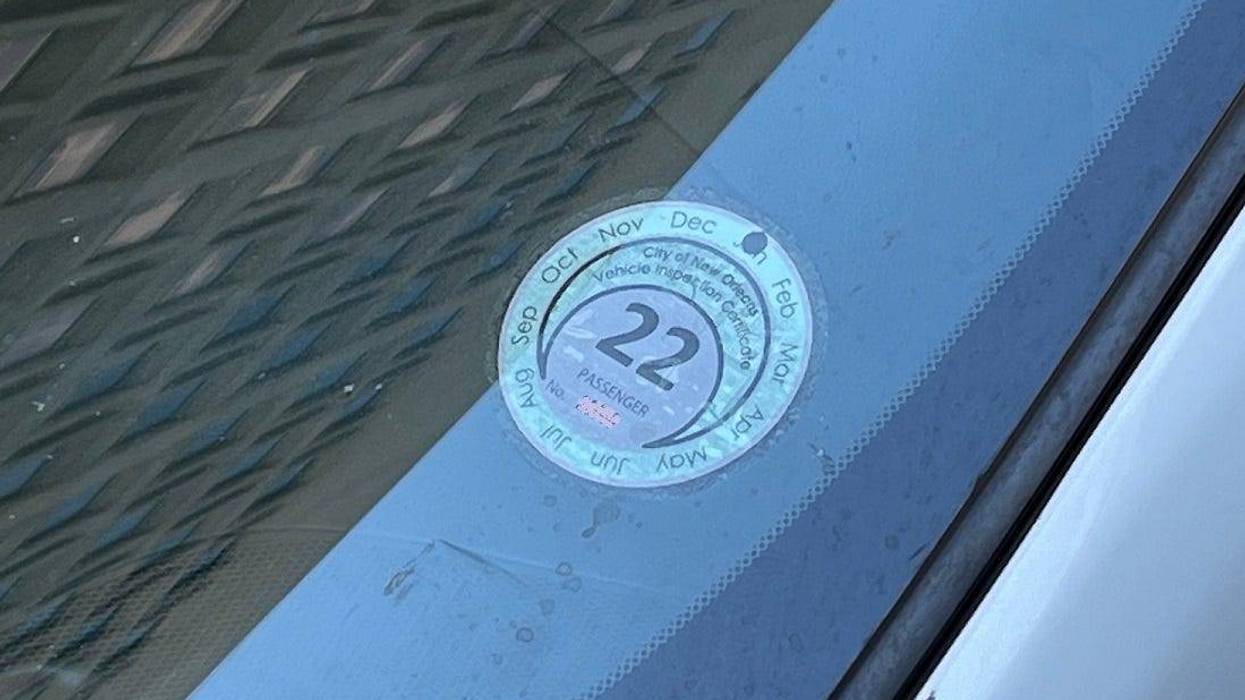 Jan
Feb
Mar
Apr
May
Jun
Jul
Aug
Sep
Oct
Nov
Dec
City of New Orleans
Vehicle Inspection Certificate
22
PASSENGER
No.